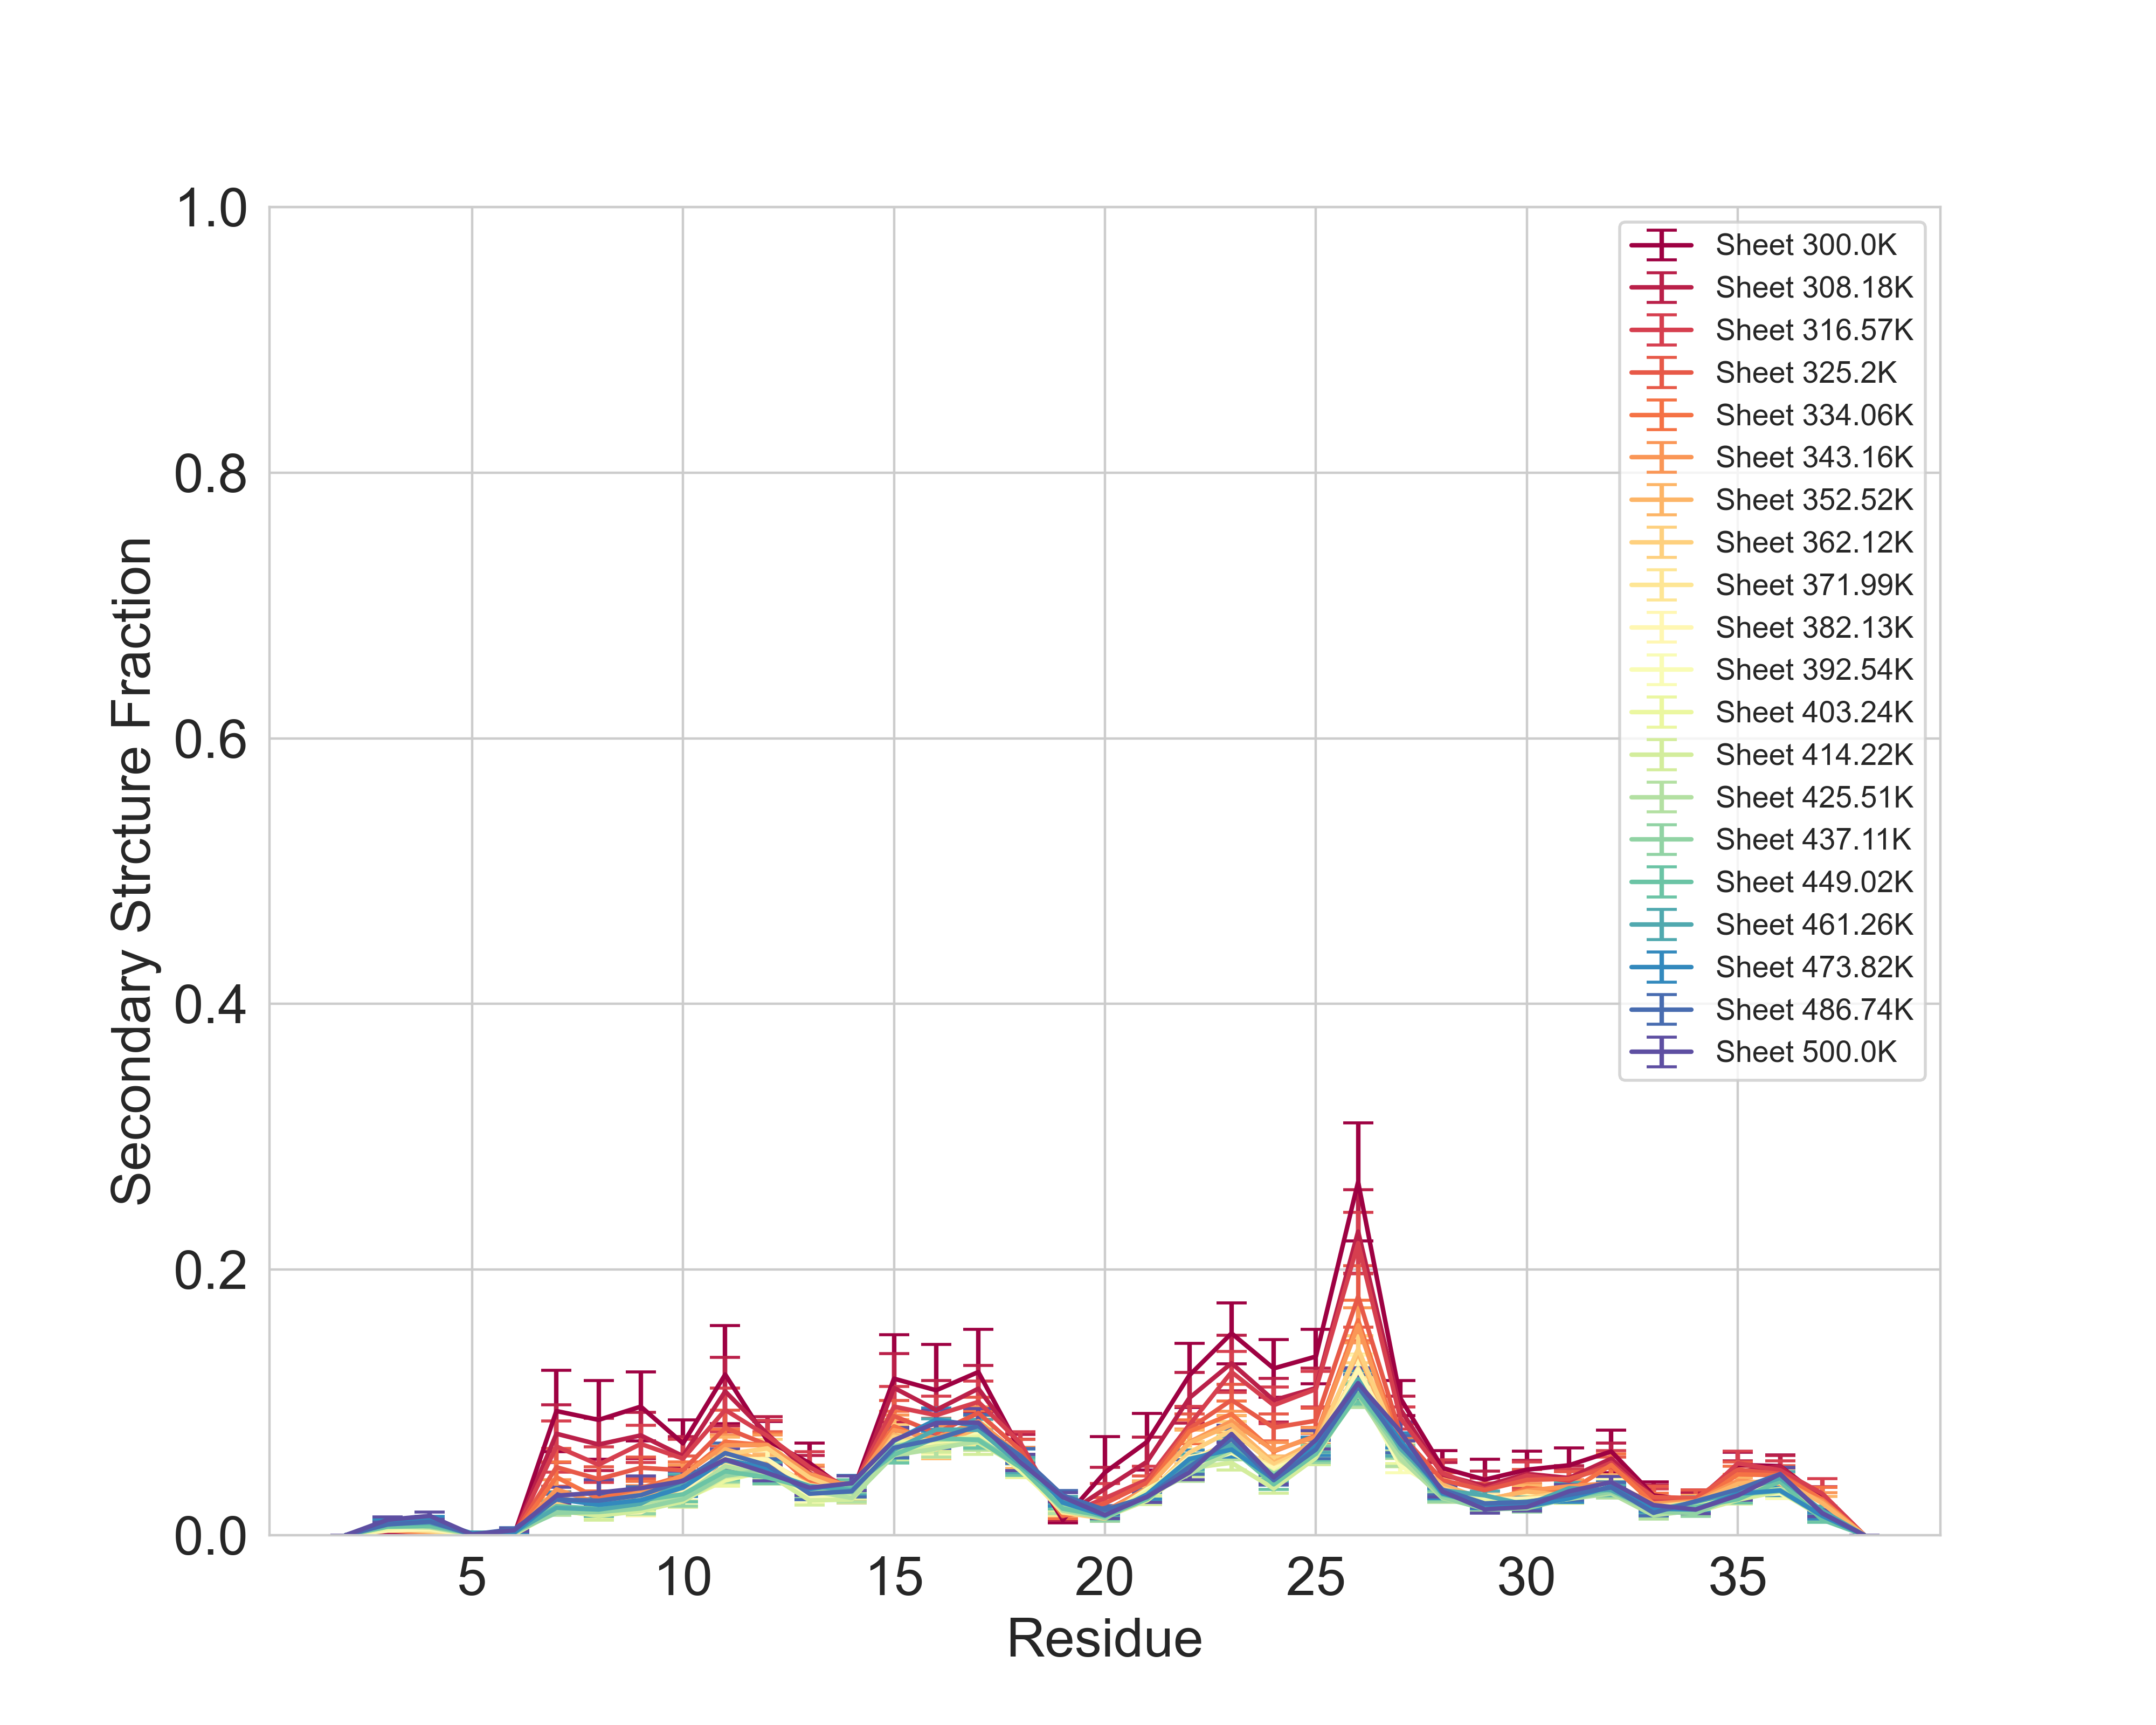 Secondary Strcture Fraction
1.0
0.8
0.6
0.4
0.2
0.0
Sheet 300.0K
Sheet 308.18K
Sheet 316.57K
Sheet 325.2K
Sheet 334.06K
Sheet 343.16K
Sheet 352.52K
Sheet 362.12K
Sheet 371.99K
Sheet 382.13K
Sheet 392.54K
Sheet 403.24K
Sheet 414.22K
Sheet 425.51K
Sheet 437.11K
Sheet 449.02K
Sheet 461.26K
Sheet 473.82K
Sheet 486.74K
Sheet 500.0K
5 10 15 20 25 30 35
Residue